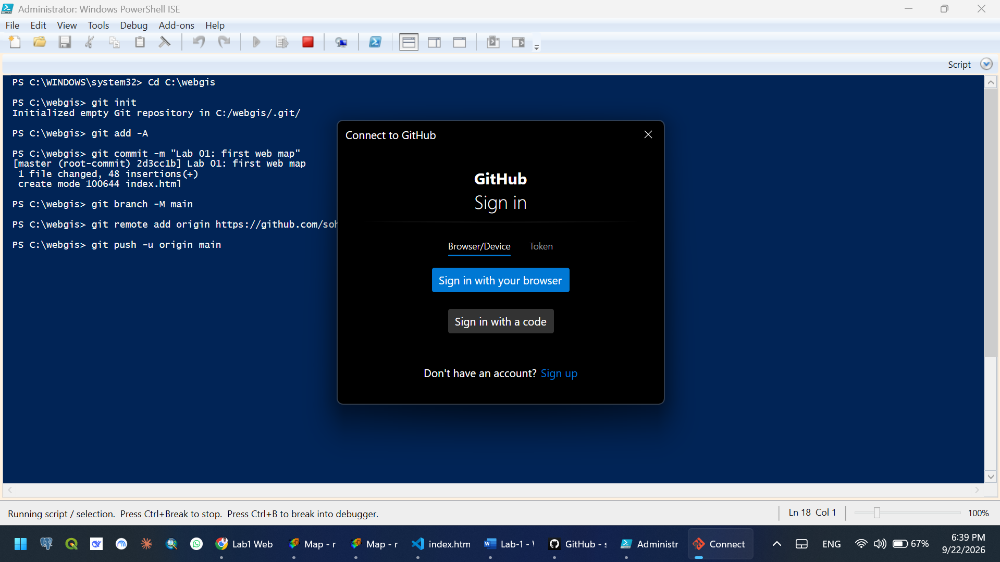 Administrator: Windows PowerShell ISE
File Edit View Tools Debug Add-ons Help
Script
PS C:\WINDOWS\system32> Cd C:\webgis
PS C:\webgis> git init
Initialized empty Git repository in C:/webgis/.git/
PS C:\webgis> git add -A
PS C:\webgis> git commit -m "Lab 01: first web map"
[master (root-commit) 2d3cc1b] Lab 01: first web map
1 file changed, 48 insertions(+)
create mode 100644 index.html
PS C:\webgis> git branch -M main
PS C:\webgis> git remote add origin https://github.com/soh
PS C:\webgis> git push -u origin main
Connect to GitHub
GitHub
Sign in
Browser/Device Token
Sign in with your browser
Sign in with a code
Don't have an account? Sign up
Running script / selection. Press Ctrl+Break to stop. Press Ctrl+B to break into debugger.
Ln 18 Col 1
100%
Lab1 Web
Map - r
Map - r
index.htm
Lab-1 -
GitHub - s
Administr
Connect
ENG
67%
6:39 PM
9/22/2026